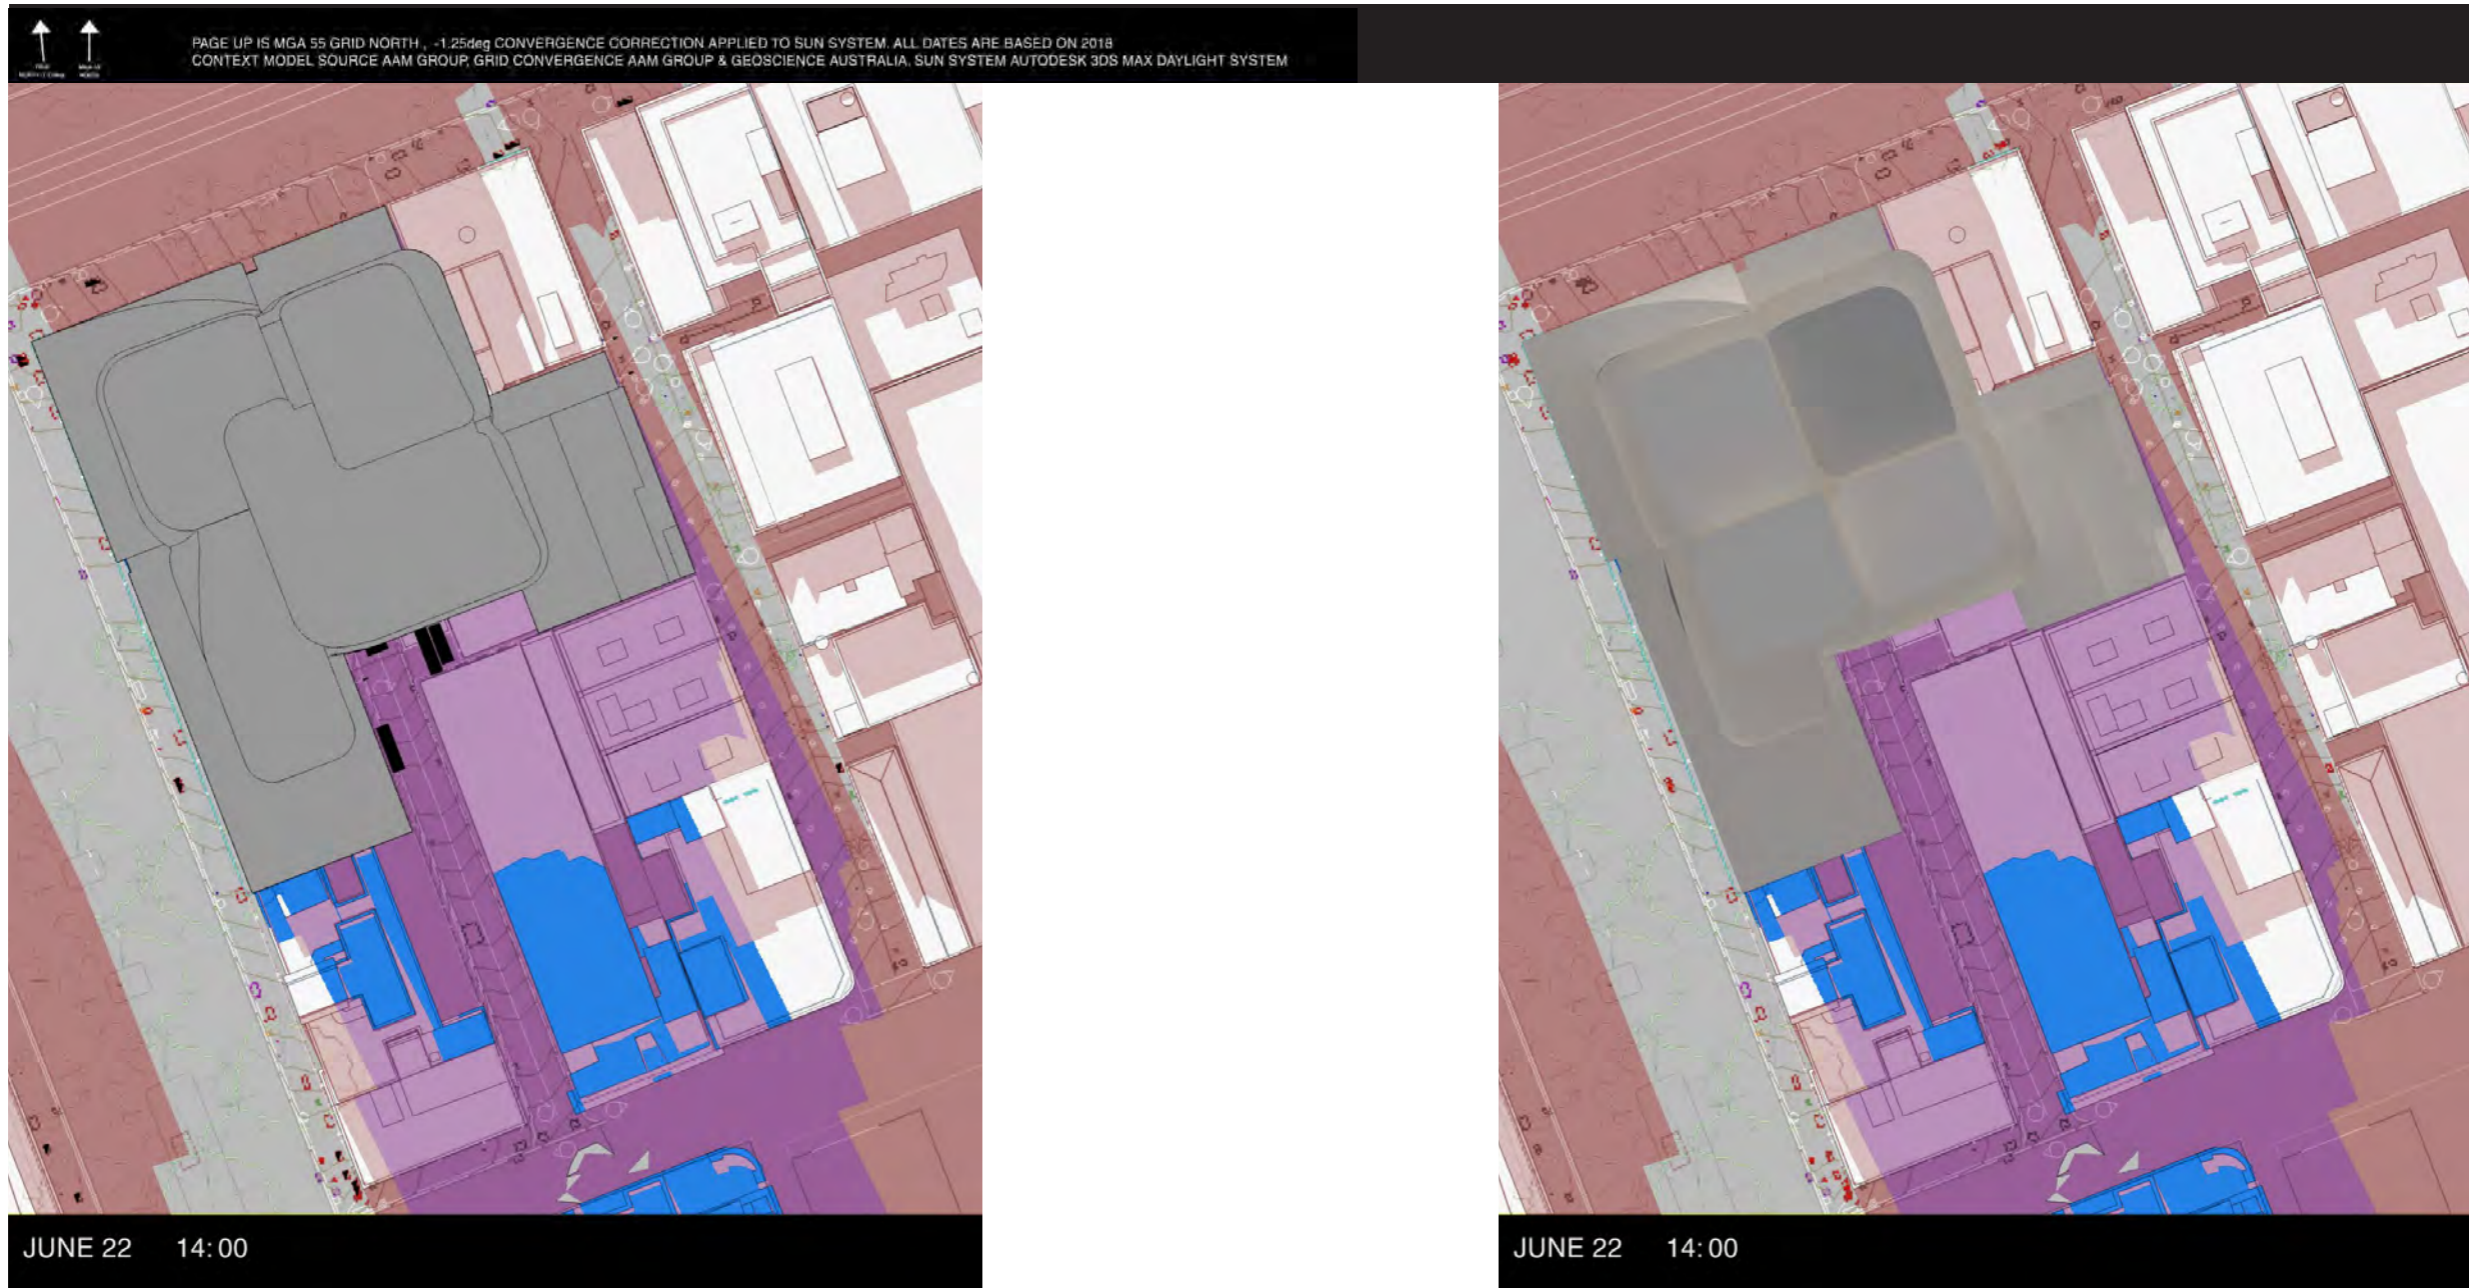 PAGE UP IS MGA 55 GRID NORTH , -1.25deg CONVERGENCE CORRECTION APPLIED TO SUN SYSTEM. ALL DATES ARE BASED ON 2018
CONTEXT MODEL SOURCE AAM GROUP, GRID CONVERGENCE AAM GROUP & GEOSCIENCE AUSTRALIA. SUN SYSTEM AUTODESK 3DS MAX DAYLIGHT SYSTEM
JUNE 22 14:00
JUNE 22 14:00